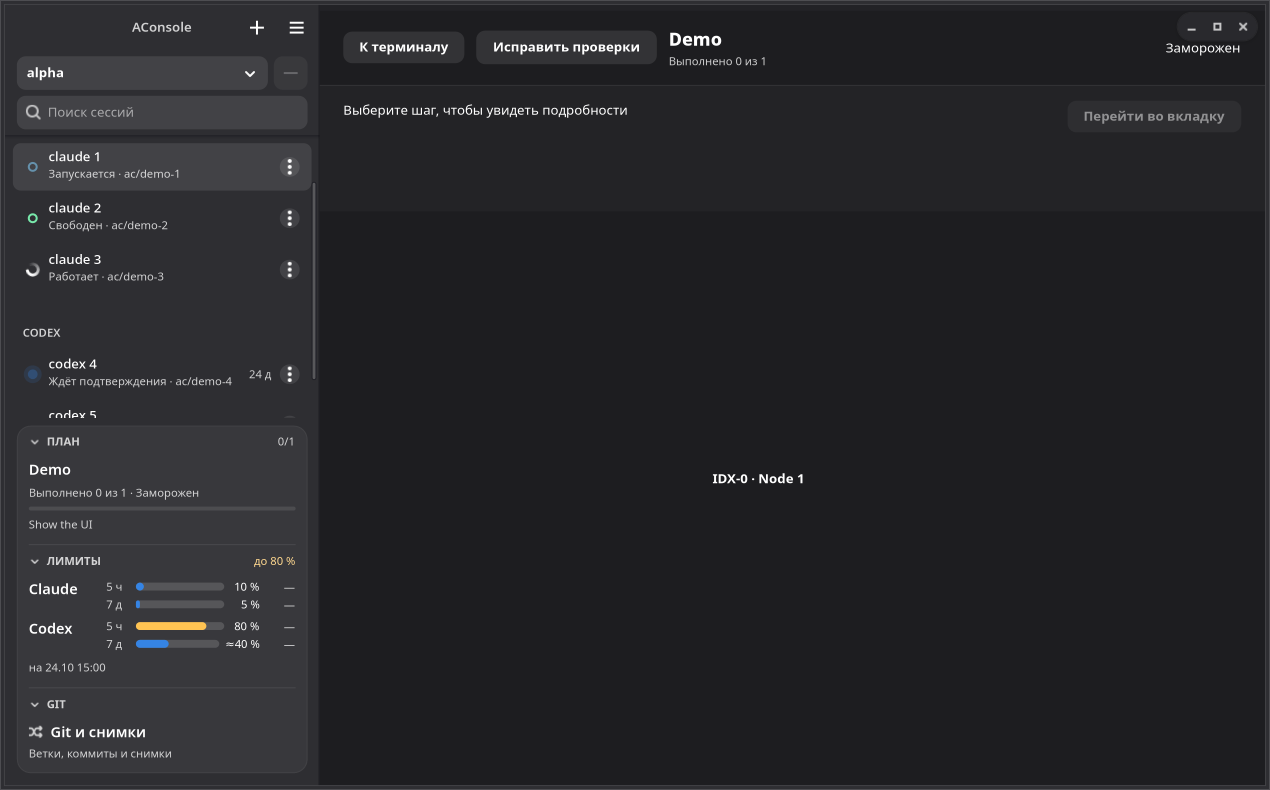 AConsole
alpha
Поиск сессий
claude 1
Запускается · ac/demo-1
claude 2
Свободен · ac/demo-2
claude 3
Работает · ac/demo-3
CODEX
codex 4
Ждёт подтверждения · ac/demo-4
24 д
codex 5
ПЛАН 0/1
Demo
Выполнено 0 из 1 · Заморожен
Show the UI
ЛИМИТЫ до 80 %
Claude 5 ч 10 % —
7 д 5 % —
Codex 5 ч 80 % —
7 д ≈40 % —
на 24.10 15:00
GIT
Git и снимки
Ветки, коммиты и снимки
К терминалу
Исправить проверки
Demo
Выполнено 0 из 1
Заморожен
Выберите шаг, чтобы увидеть подробности
Перейти во вкладку
IDX-0 · Node 1